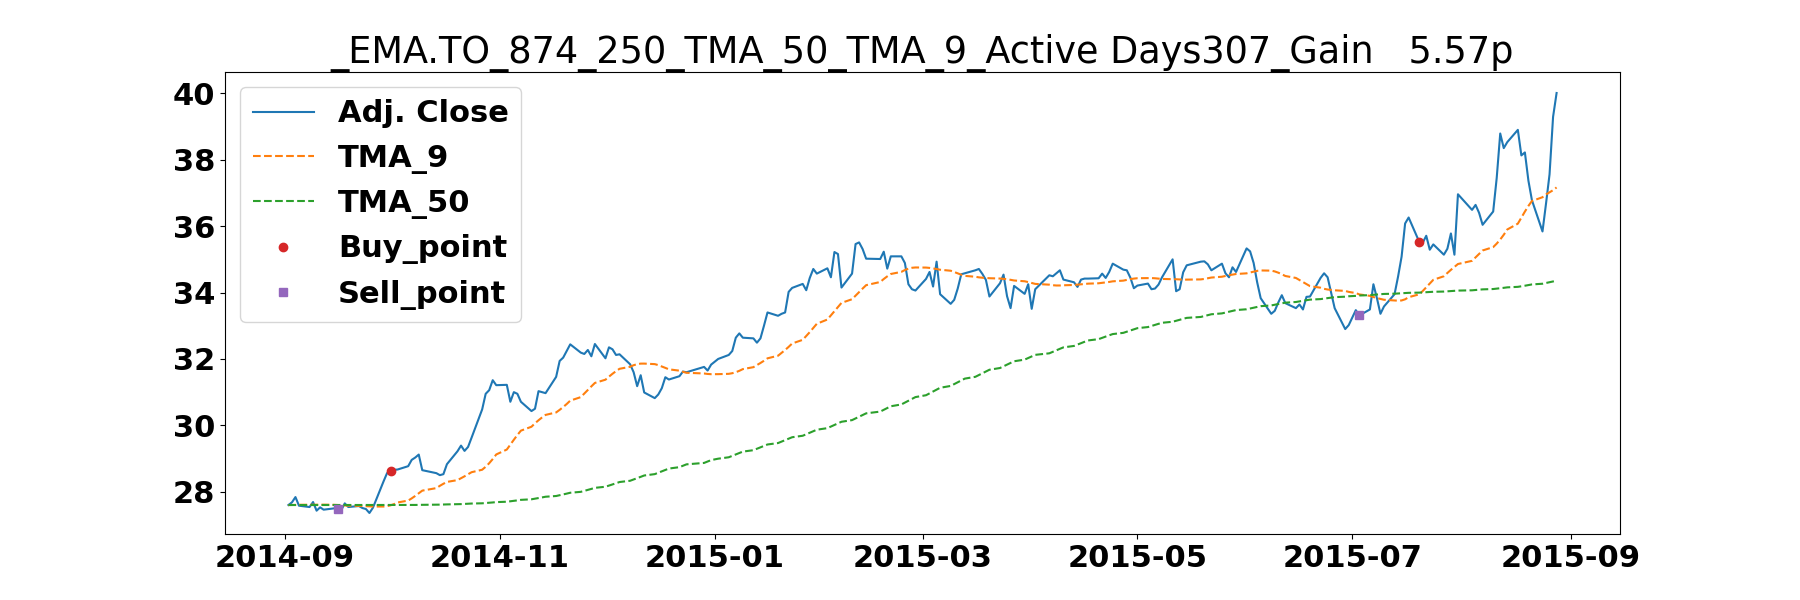 _EMA.TO_874_250_TMA_50_TMA_9_Active Days307_Gain   5.57p
40
38
36
34
32
30
28
Adj. Close
TMA_9
TMA_50
Buy_point
Sell_point
2014-09 2014-11 2015-01 2015-03 2015-05 2015-07 2015-09